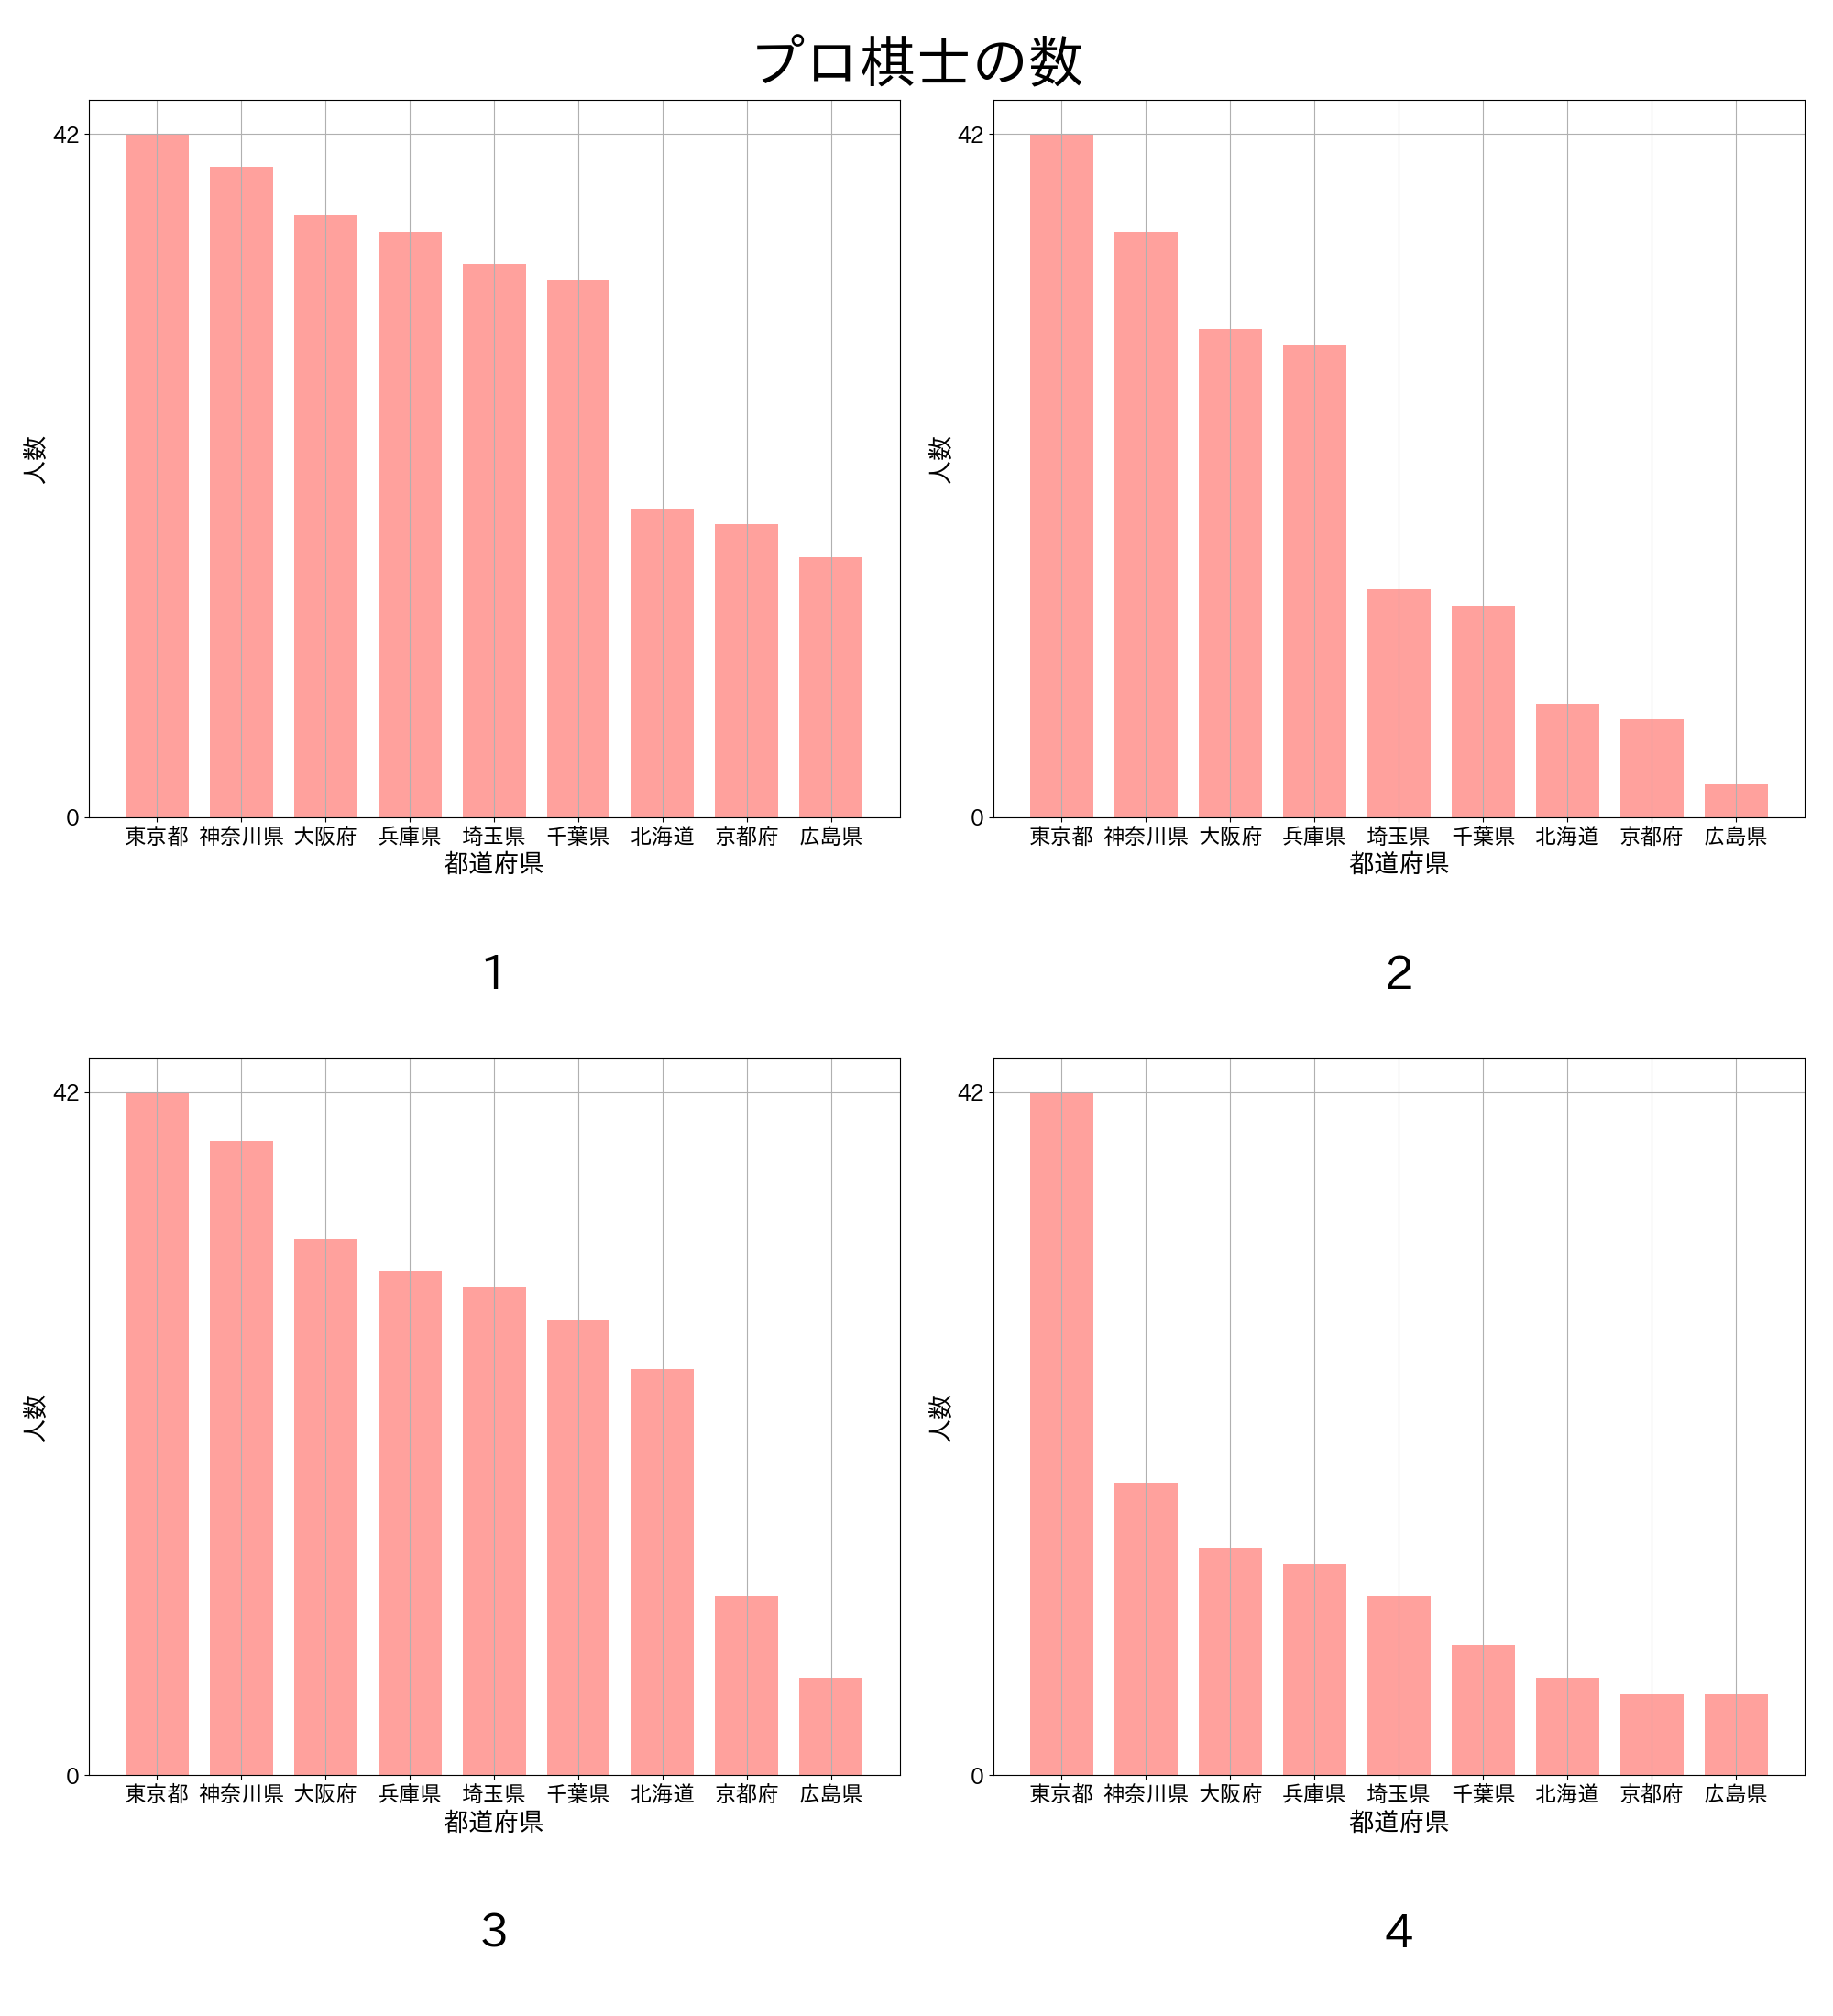 プロ棋士の数
42
0
人数
東京都 神奈川県 大阪府 兵庫県 埼玉県 千葉県 北海道 京都府 広島県
都道府県
1
42
0
人数
東京都 神奈川県 大阪府 兵庫県 埼玉県 千葉県 北海道 京都府 広島県
都道府県
2
42
0
人数
東京都 神奈川県 大阪府 兵庫県 埼玉県 千葉県 北海道 京都府 広島県
都道府県
3
42
0
人数
東京都 神奈川県 大阪府 兵庫県 埼玉県 千葉県 北海道 京都府 広島県
都道府県
4